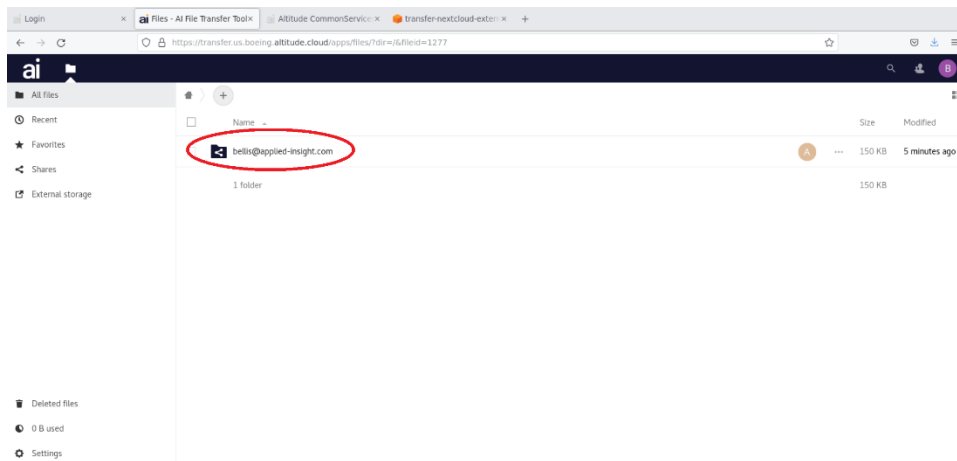 Login
ai Files - AI File Transfer Tool
Altitude CommonService
transfer-nextcloud-extern
https://transfer.us.boeing.altitude.cloud/apps/files/?dir=/&fileid=1277
ai
B
All files
Recent
Favorites
Shares
External storage
Name
Size
Modified
bellis@applied-insight.com
A
150 KB
5 minutes ago
1 folder
150 KB
Deleted files
0 B used
Settings